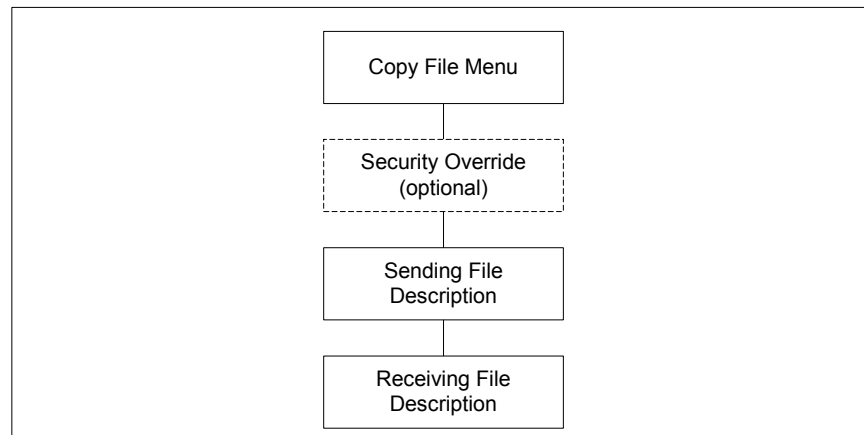 Copy File Menu
Security Override
(optional)
Sending File
Description
Receiving File
Description